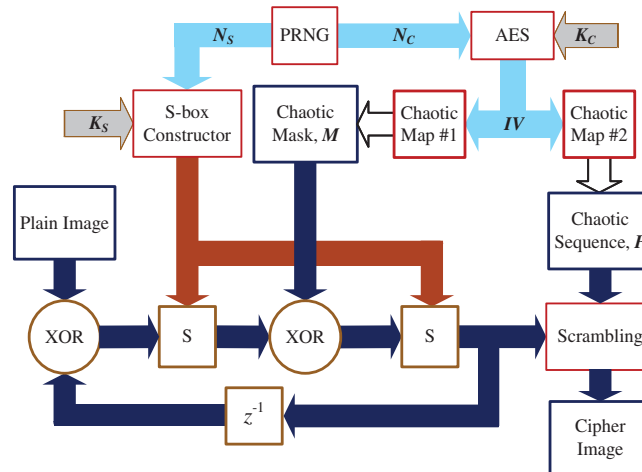 N_S
PRNG
N_C
AES
K_C
K_S
S-box
Constructor
Chaotic
Mask, M
Chaotic
Map #1
IV
Chaotic
Map #2
Plain Image
Chaotic
Sequence, P
XOR
S
XOR
S
Scrambling
z⁻¹
Cipher
Image